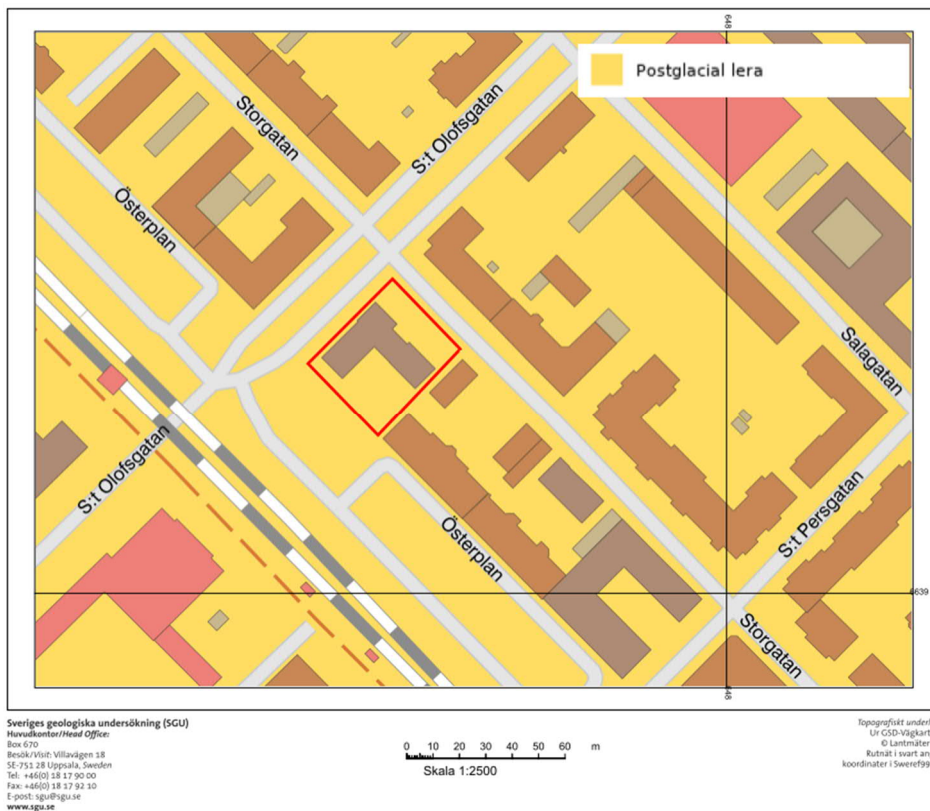 648
Postglacial lera
Storgatan
S:t Olofsgatan
Österplan
Salagatan
S:t Olofsgatan
Österplan
S:t Persgatan
6639
Storgatan
648
Sveriges geologiska undersökning (SGU)
Huvudkontor/Head Office:
Box 670
Besök/Visit: Villavägen 18
SE-751 28 Uppsala, Sweden
Tel: +46(0) 18 17 90 00
Fax: +46(0) 18 17 92 10
E-post: sgu@sgu.se
www.sgu.se
0 10 20 30 40 50 60 m
Skala 1:2500
Topografiskt underl
Ur GSD-Vägkart
© Lantmäter
Rutnät i svart an
koordinater i Sweref99